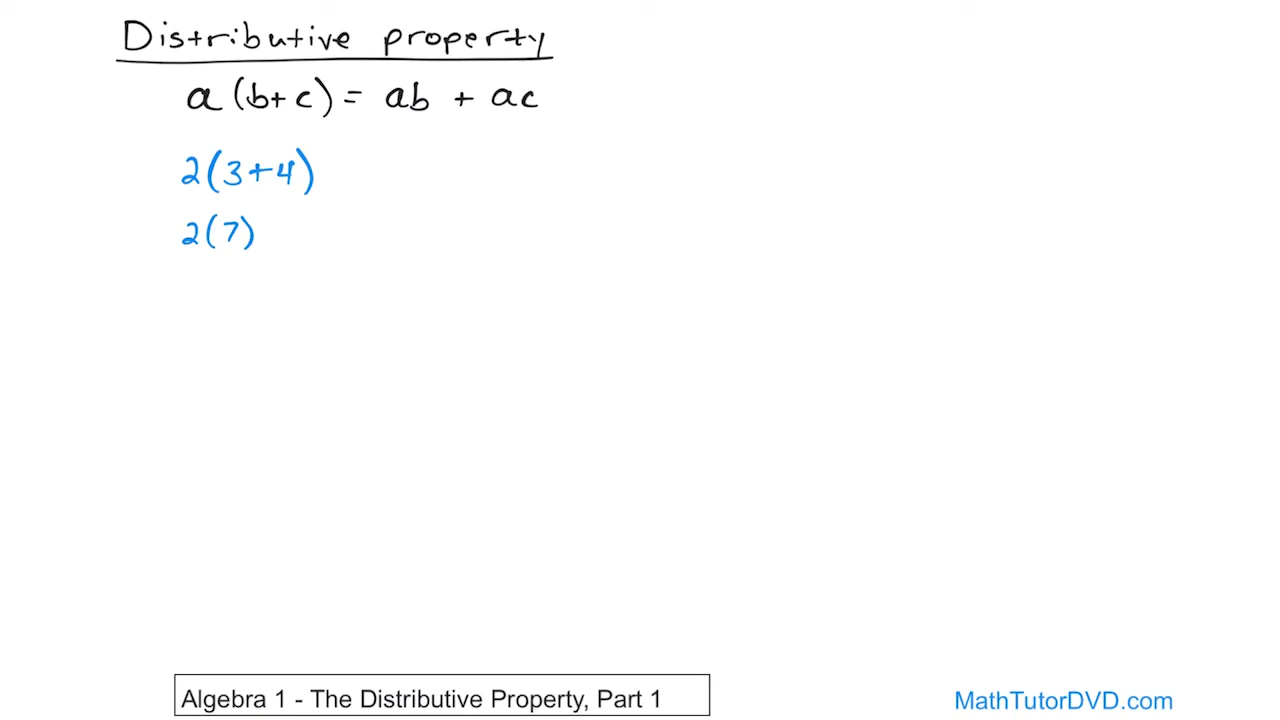 Distributive property
a (b+c) = ab + ac
2(3+4)
2(7)
Algebra 1 - The Distributive Property, Part 1
MathTutorDVD.com